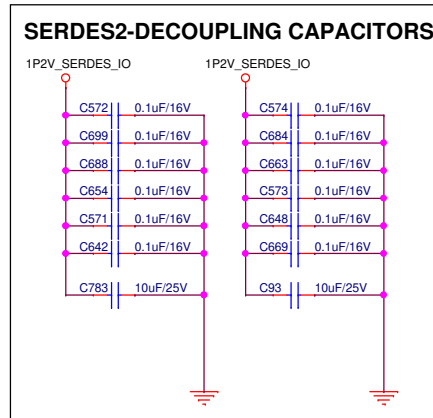 SERDES2-DECOUPLING CAPACITORS
1P2V_SERDES_IO 1P2V_SERDES_IO
C572 0.1uF/16V C574 0.1uF/16V
C699 0.1uF/16V C684 0.1uF/16V
C688 0.1uF/16V C663 0.1uF/16V
C654 0.1uF/16V C573 0.1uF/16V
C571 0.1uF/16V C648 0.1uF/16V
C642 0.1uF/16V C669 0.1uF/16V
C783 10uF/25V C93 10uF/25V